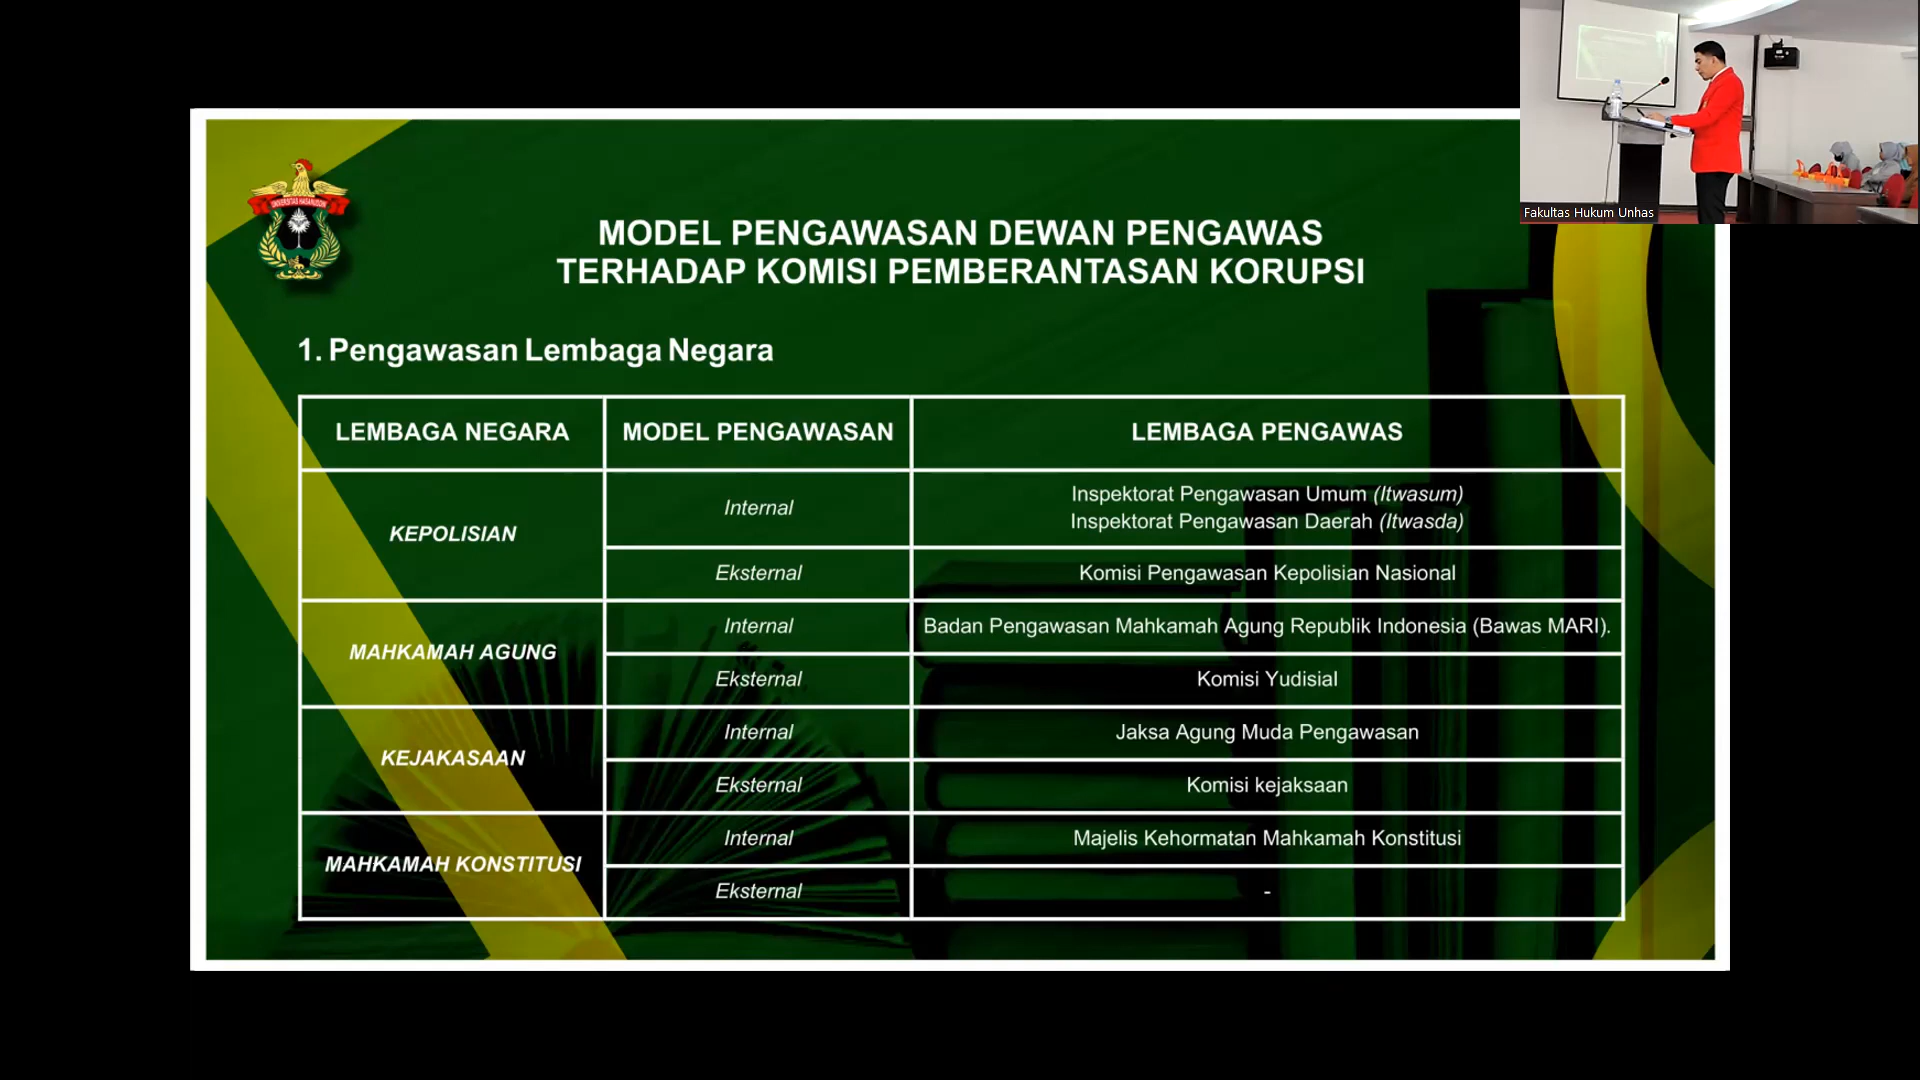 Fakultas Hukum Unhas
UNIVERSITAS HASANUDDIN
MODEL PENGAWASAN DEWAN PENGAWAS
TERHADAP KOMISI PEMBERANTASAN KORUPSI
1. Pengawasan Lembaga Negara
LEMBAGA NEGARA MODEL PENGAWASAN LEMBAGA PENGAWAS
KEPOLISIAN
Internal
Inspektorat Pengawasan Umum (Itwasum)
Inspektorat Pengawasan Daerah (Itwasda)
Eksternal Komisi Pengawasan Kepolisian Nasional
MAHKAMAH AGUNG
Internal Badan Pengawasan Mahkamah Agung Republik Indonesia (Bawas MARI).
Eksternal Komisi Yudisial
KEJAKASAAN
Internal Jaksa Agung Muda Pengawasan
Eksternal Komisi kejaksaan
MAHKAMAH KONSTITUSI
Internal Majelis Kehormatan Mahkamah Konstitusi
Eksternal -